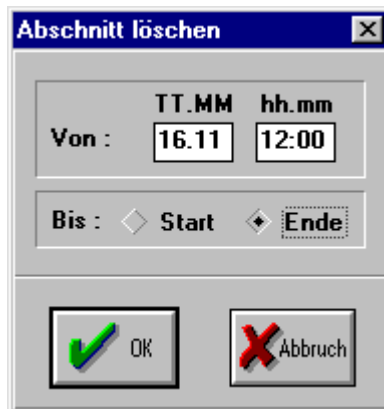 Abschnitt löschen
TT.MM hh.mm
Von : 16.11 12:00
Bis : Start Ende
OK Abbruch